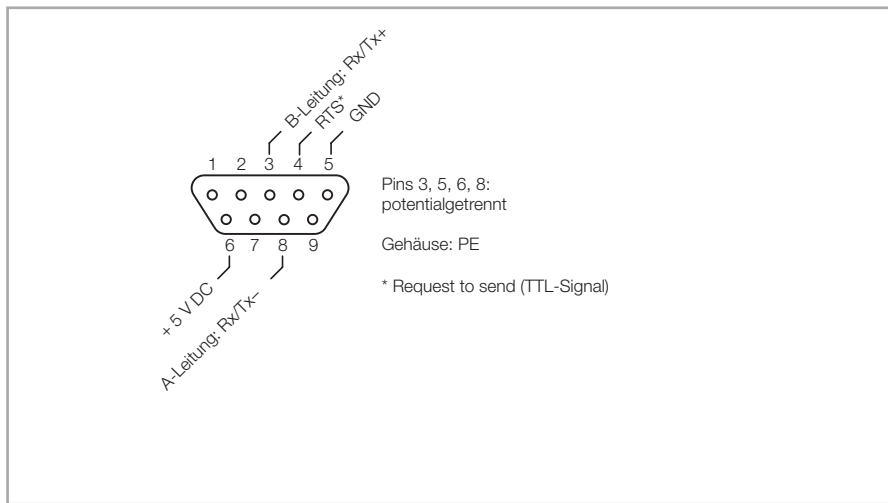 B-Leitung: Rx/Tx+
RTS*
GND
1 2 3 4 5
6 7 8 9
+ 5 V DC
A-Leitung: Rx/Tx–
Pins 3, 5, 6, 8:
potentialgetrennt
Gehäuse: PE
* Request to send (TTL-Signal)